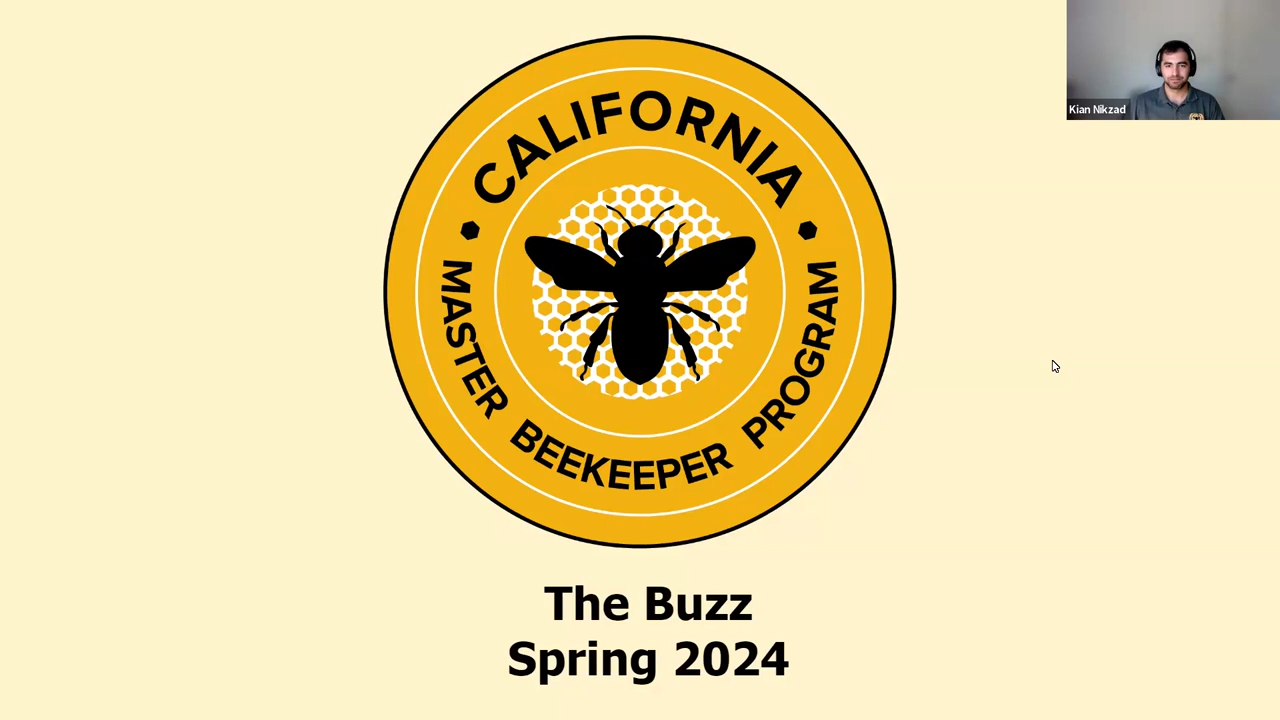 CALIFORNIA
MASTER BEEKEEPER PROGRAM
Kian Nikzad
The Buzz
Spring 2024